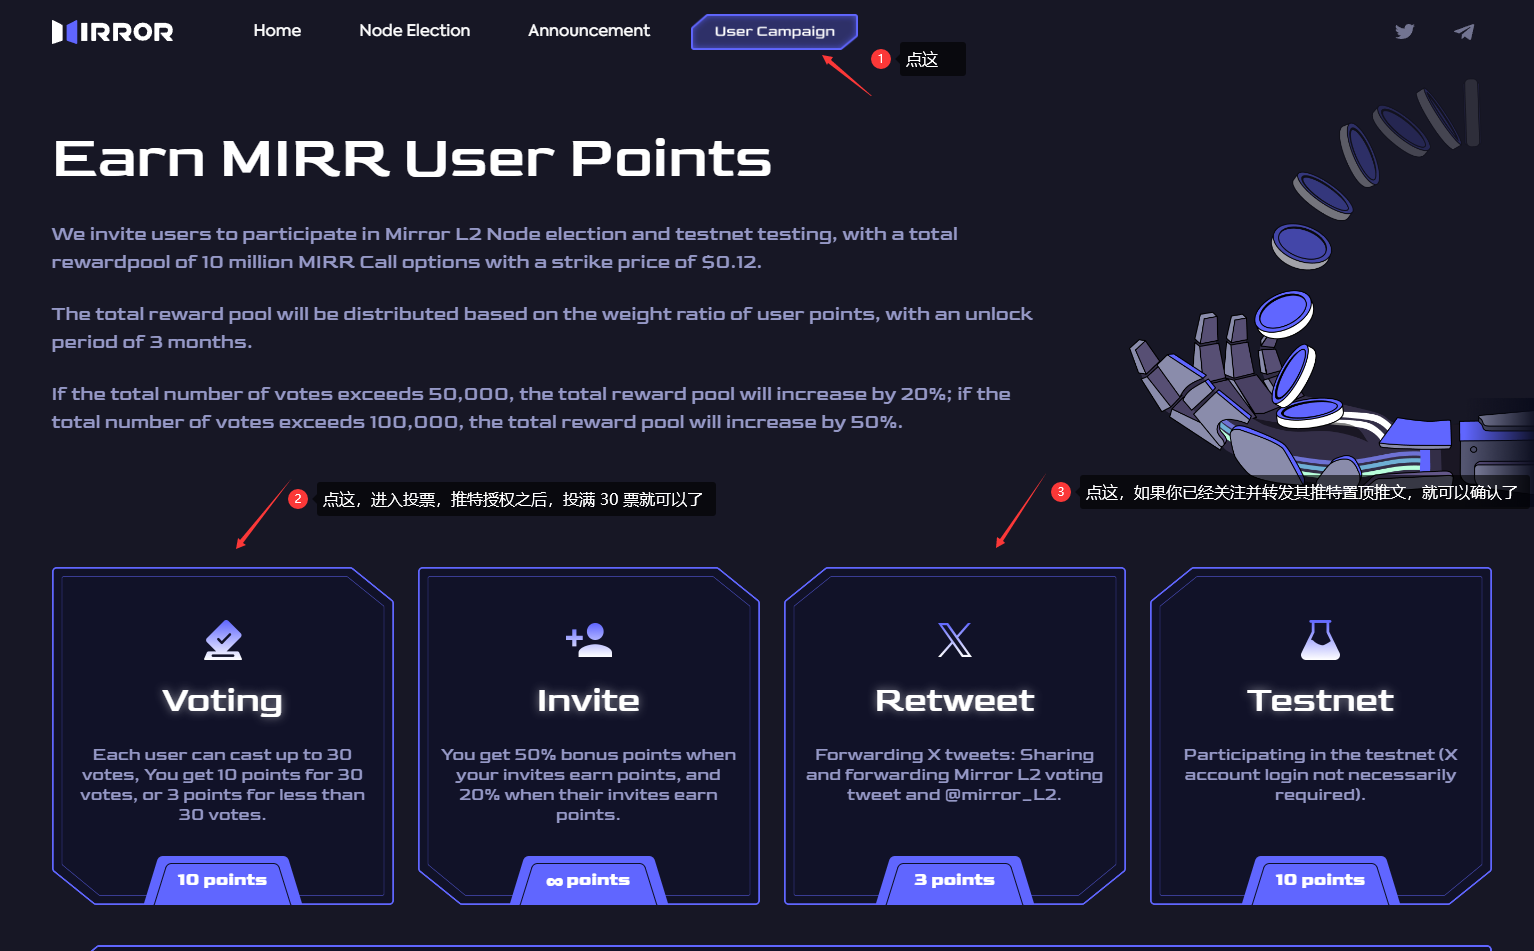 MIRROR
Home
Node Election
Announcement
User Campaign
1
点这
Earn MIRR User Points
We invite users to participate in Mirror L2 Node election and testnet testing, with a total
rewardpool of 10 million MIRR Call options with a strike price of $0.12.
The total reward pool will be distributed based on the weight ratio of user points, with an unlock
period of 3 months.
If the total number of votes exceeds 50,000, the total reward pool will increase by 20%; if the
total number of votes exceeds 100,000, the total reward pool will increase by 50%.
2
点这，进入投票，推特授权之后，投满 30 票就可以了
3
点这，如果你已经关注并转发其推特置顶推文，就可以确认了
Voting
Each user can cast up to 30
votes, You get 10 points for 30
votes, or 3 points for less than
30 votes.
10 points
Invite
You get 50% bonus points when
your invites earn points, and
20% when their invites earn
points.
∞ points
Retweet
Forwarding X tweets: Sharing
and forwarding Mirror L2 voting
tweet and @mirror_L2.
3 points
Testnet
Participating in the testnet (X
account login not necessarily
required).
10 points